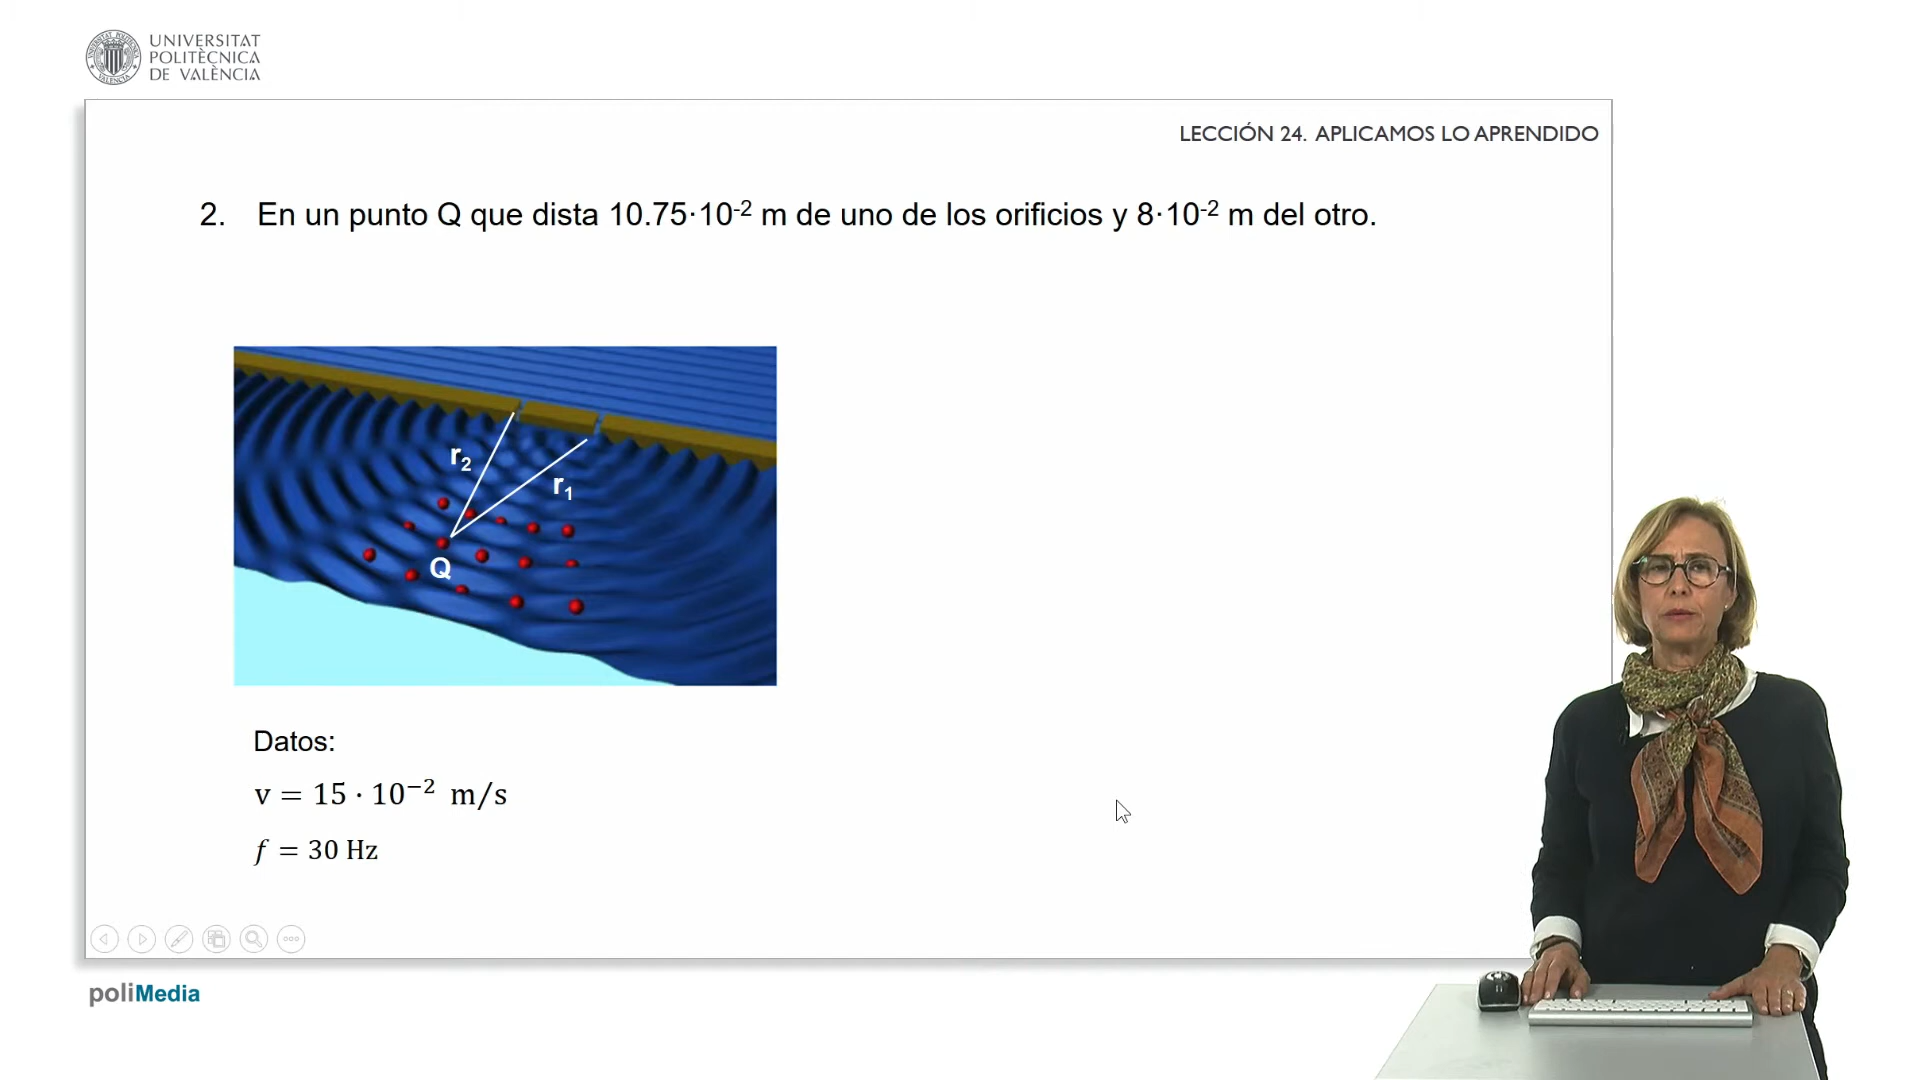 UNIVERSITAT
POLITÈCNICA
DE VALÈNCIA
LECCIÓN 24. APLICAMOS LO APRENDIDO
2. En un punto Q que dista 10.75·10⁻² m de uno de los orificios y 8·10⁻² m del otro.
r₂
r₁
Q
Datos:
v = 15 · 10⁻² m/s
f = 30 Hz
poliMedia